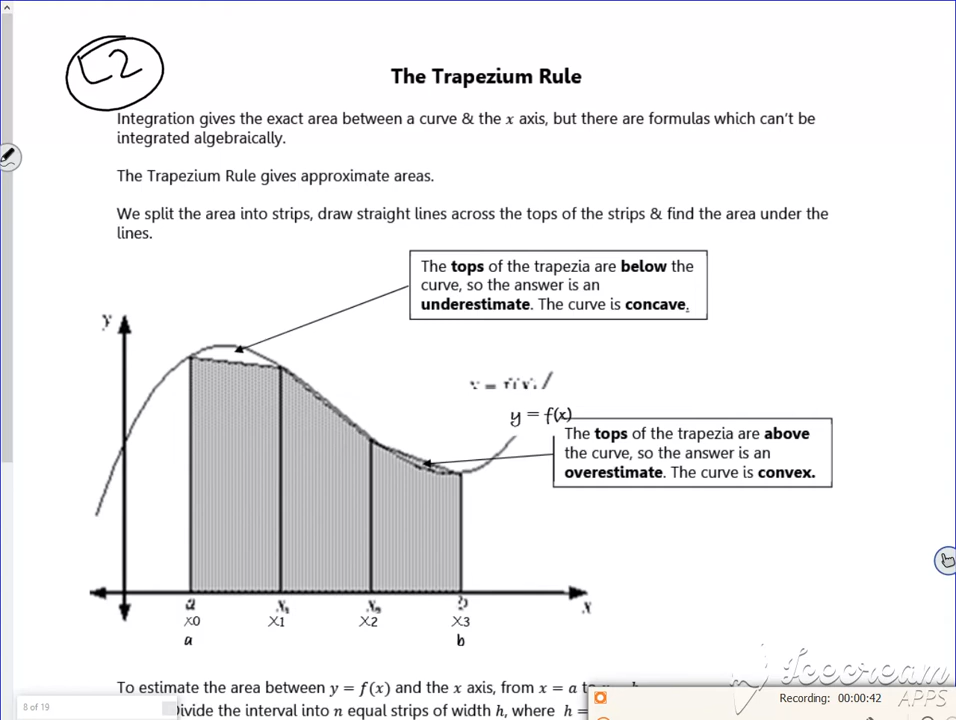 L2
The Trapezium Rule
Integration gives the exact area between a curve & the x axis, but there are formulas which can't be
integrated algebraically.
The Trapezium Rule gives approximate areas.
We split the area into strips, draw straight lines across the tops of the strips & find the area under the
lines.
The tops of the trapezia are below the
curve, so the answer is an
underestimate. The curve is concave.
y
y = f(x)
The tops of the trapezia are above
the curve, so the answer is an
overestimate. The curve is convex.
a x₁ b x
x0 x1 x2 x3
a b
To estimate the area between y = f(x) and the x axis, from x = a
Divide the interval into n equal strips of width h, where h =
8 of 19
Recording: 00:00:42
Icecream
APPS